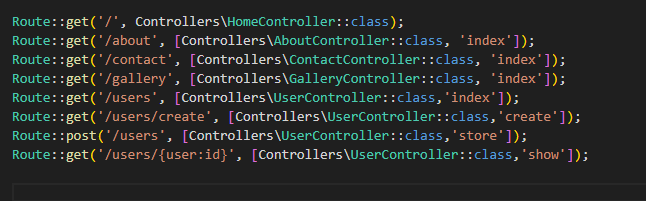 Route::get('/', Controllers\HomeController::class);
Route::get('/about', [Controllers\AboutController::class, 'index']);
Route::get('/contact', [Controllers\ContactController::class, 'index']);
Route::get('/gallery', [Controllers\GalleryController::class, 'index']);
Route::get('/users', [Controllers\UserController::class,'index']);
Route::get('/users/create', [Controllers\UserController::class,'create']);
Route::post('/users', [Controllers\UserController::class,'store']);
Route::get('/users/{user:id}', [Controllers\UserController::class,'show']);